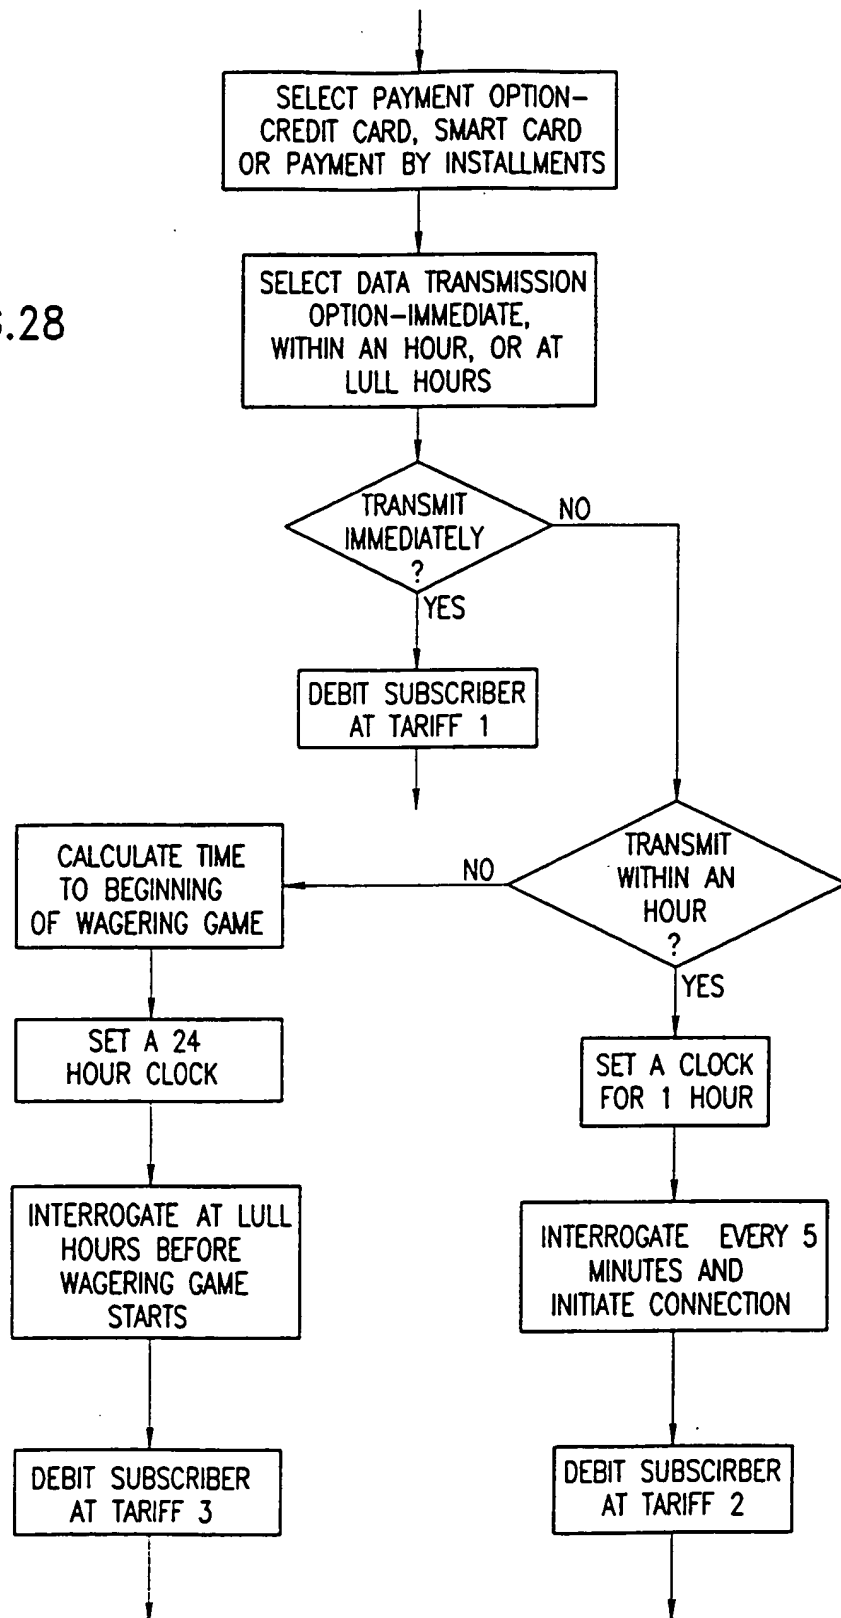 SELECT PAYMENT OPTION-
CREDIT CARD, SMART CARD
OR PAYMENT BY INSTALLMENTS
SELECT DATA TRANSMISSION
OPTION-IMMEDIATE,
WITHIN AN HOUR, OR AT
LULL HOURS
.28
TRANSMIT
IMMEDIATELY
?
NO
YES
DEBIT SUBSCRIBER
AT TARIFF 1
TRANSMIT
WITHIN AN
HOUR
?
NO
YES
CALCULATE TIME
TO BEGINNING
OF WAGERING GAME
SET A 24
HOUR CLOCK
SET A CLOCK
FOR 1 HOUR
INTERROGATE AT LULL
HOURS BEFORE
WAGERING GAME
STARTS
INTERROGATE EVERY 5
MINUTES AND
INITIATE CONNECTION
DEBIT SUBSCRIBER
AT TARIFF 3
DEBIT SUBSCIRBER
AT TARIFF 2